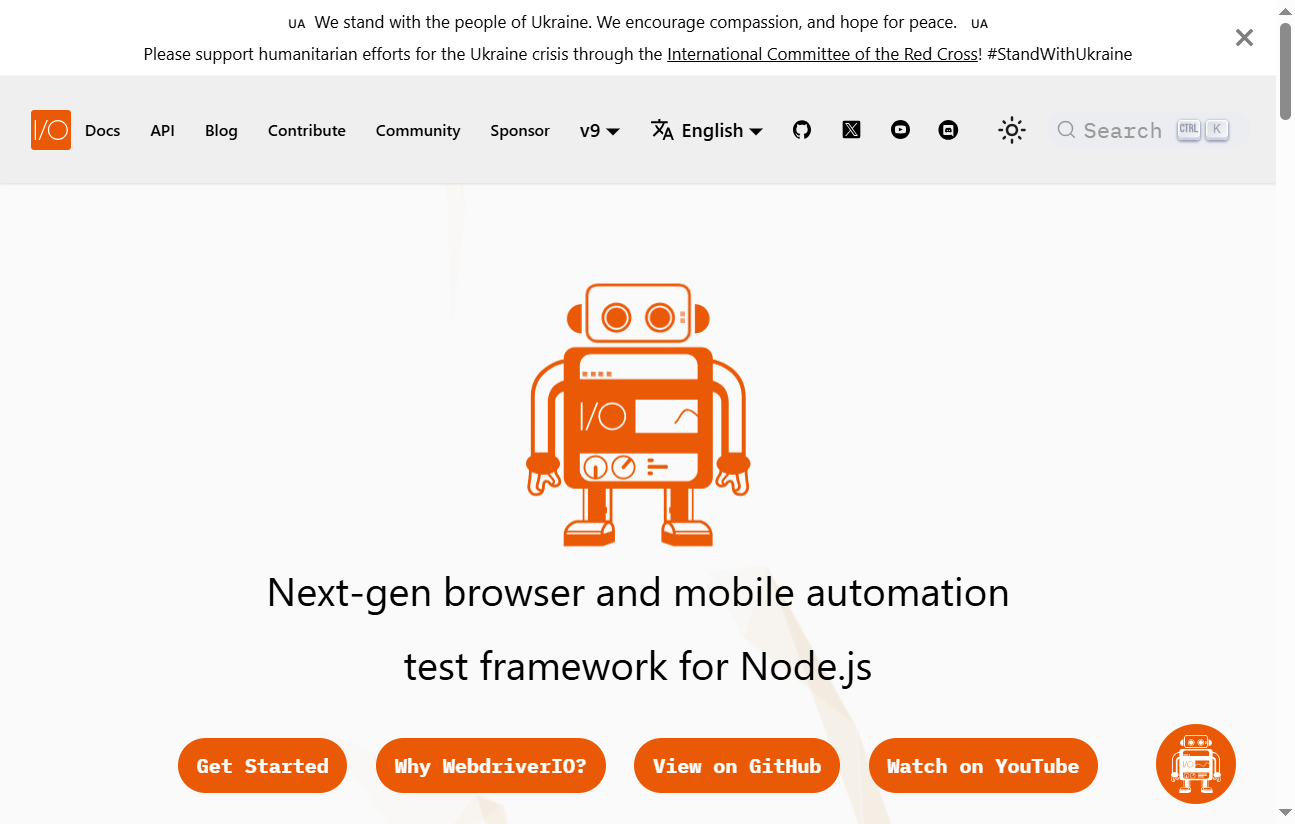 UA We stand with the people of Ukraine. We encourage compassion, and hope for peace. UA
Please support humanitarian efforts for the Ukraine crisis through the International Committee of the Red Cross! #StandWithUkraine
I/O Docs API Blog Contribute Community Sponsor v9 English Search CTRL K
I/O
Next-gen browser and mobile automation
test framework for Node.js
Get Started Why WebdriverIO? View on GitHub Watch on YouTube